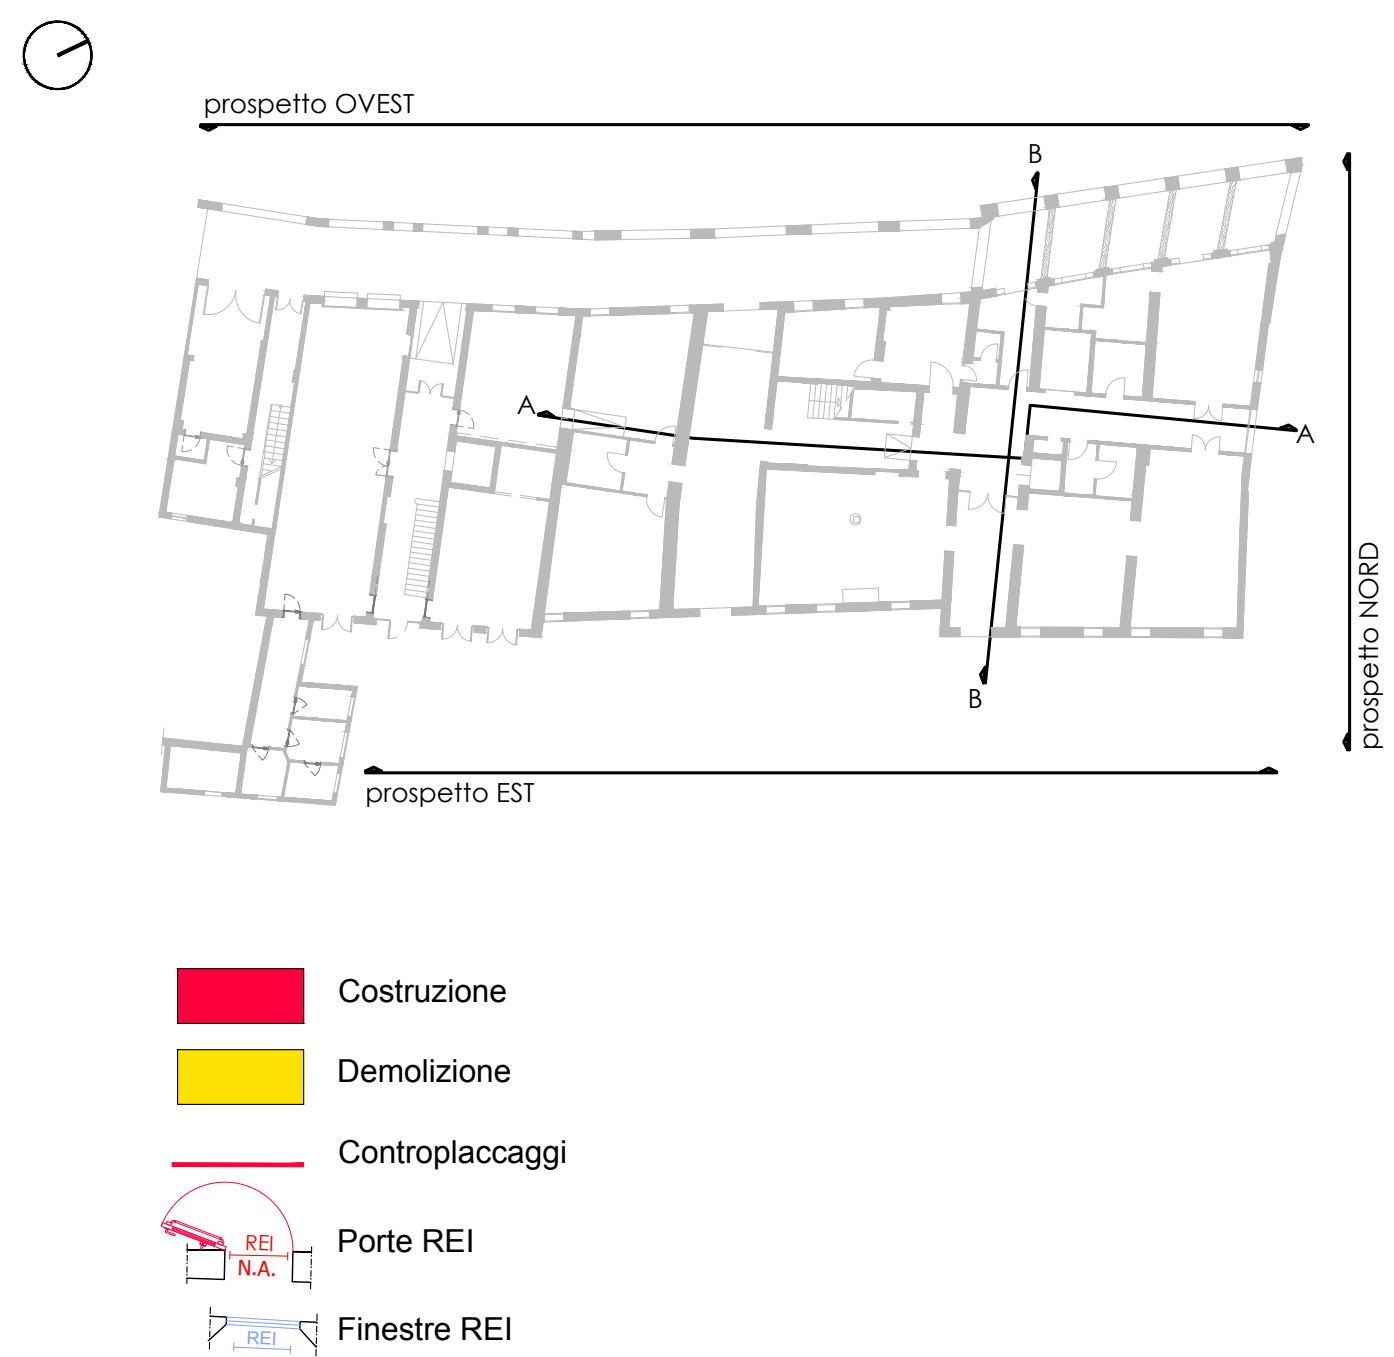 prospetto OVEST
B
A
A
prospetto NORD
B
prospetto EST
Costruzione
Demolizione
Controplaccaggi
REI
N.A.
Porte REI
REI
Finestre REI